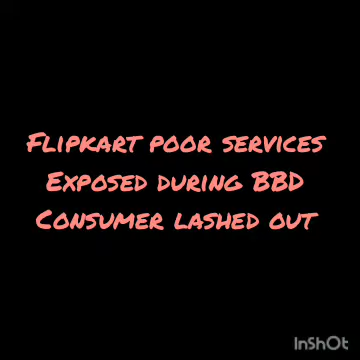 Flipkart poor services
Exposed during BBD
Consumer lashed out
InShOt